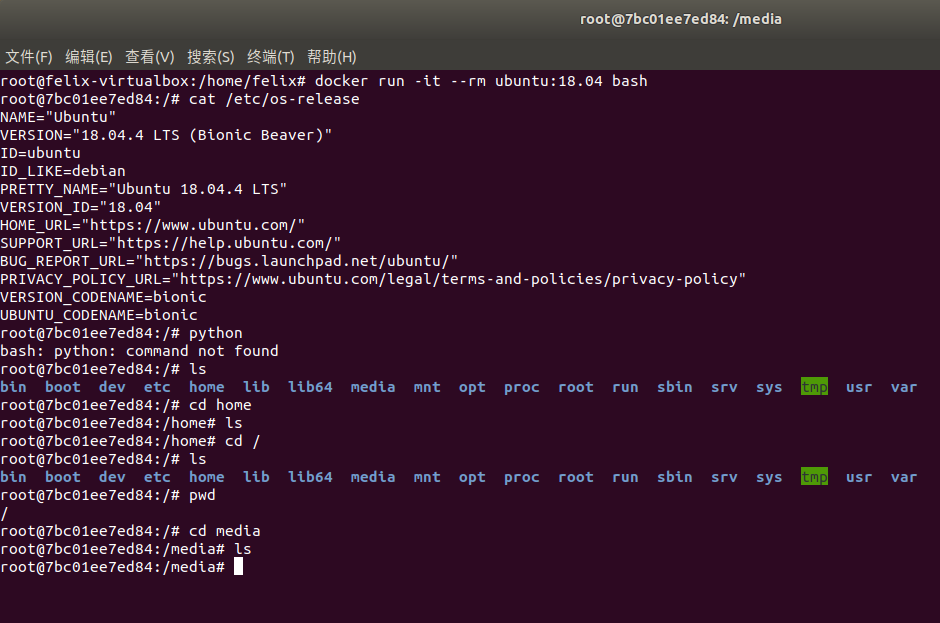 root@7bc01ee7ed84: /media
文件(F) 编辑(E) 查看(V) 搜索(S) 终端(T) 帮助(H)
root@felix-virtualbox:/home/felix# docker run -it --rm ubuntu:18.04 bash
root@7bc01ee7ed84:/# cat /etc/os-release
NAME="Ubuntu"
VERSION="18.04.4 LTS (Bionic Beaver)"
ID=ubuntu
ID_LIKE=debian
PRETTY_NAME="Ubuntu 18.04.4 LTS"
VERSION_ID="18.04"
HOME_URL="https://www.ubuntu.com/"
SUPPORT_URL="https://help.ubuntu.com/"
BUG_REPORT_URL="https://bugs.launchpad.net/ubuntu/"
PRIVACY_POLICY_URL="https://www.ubuntu.com/legal/terms-and-policies/privacy-policy"
VERSION_CODENAME=bionic
UBUNTU_CODENAME=bionic
root@7bc01ee7ed84:/# python
bash: python: command not found
root@7bc01ee7ed84:/# ls
bin boot dev etc home lib lib64 media mnt opt proc root run sbin srv sys tmp usr var
root@7bc01ee7ed84:/# cd home
root@7bc01ee7ed84:/home# ls
root@7bc01ee7ed84:/home# cd /
root@7bc01ee7ed84:/# ls
bin boot dev etc home lib lib64 media mnt opt proc root run sbin srv sys tmp usr var
root@7bc01ee7ed84:/# pwd
/
root@7bc01ee7ed84:/# cd media
root@7bc01ee7ed84:/media# ls
root@7bc01ee7ed84:/media#